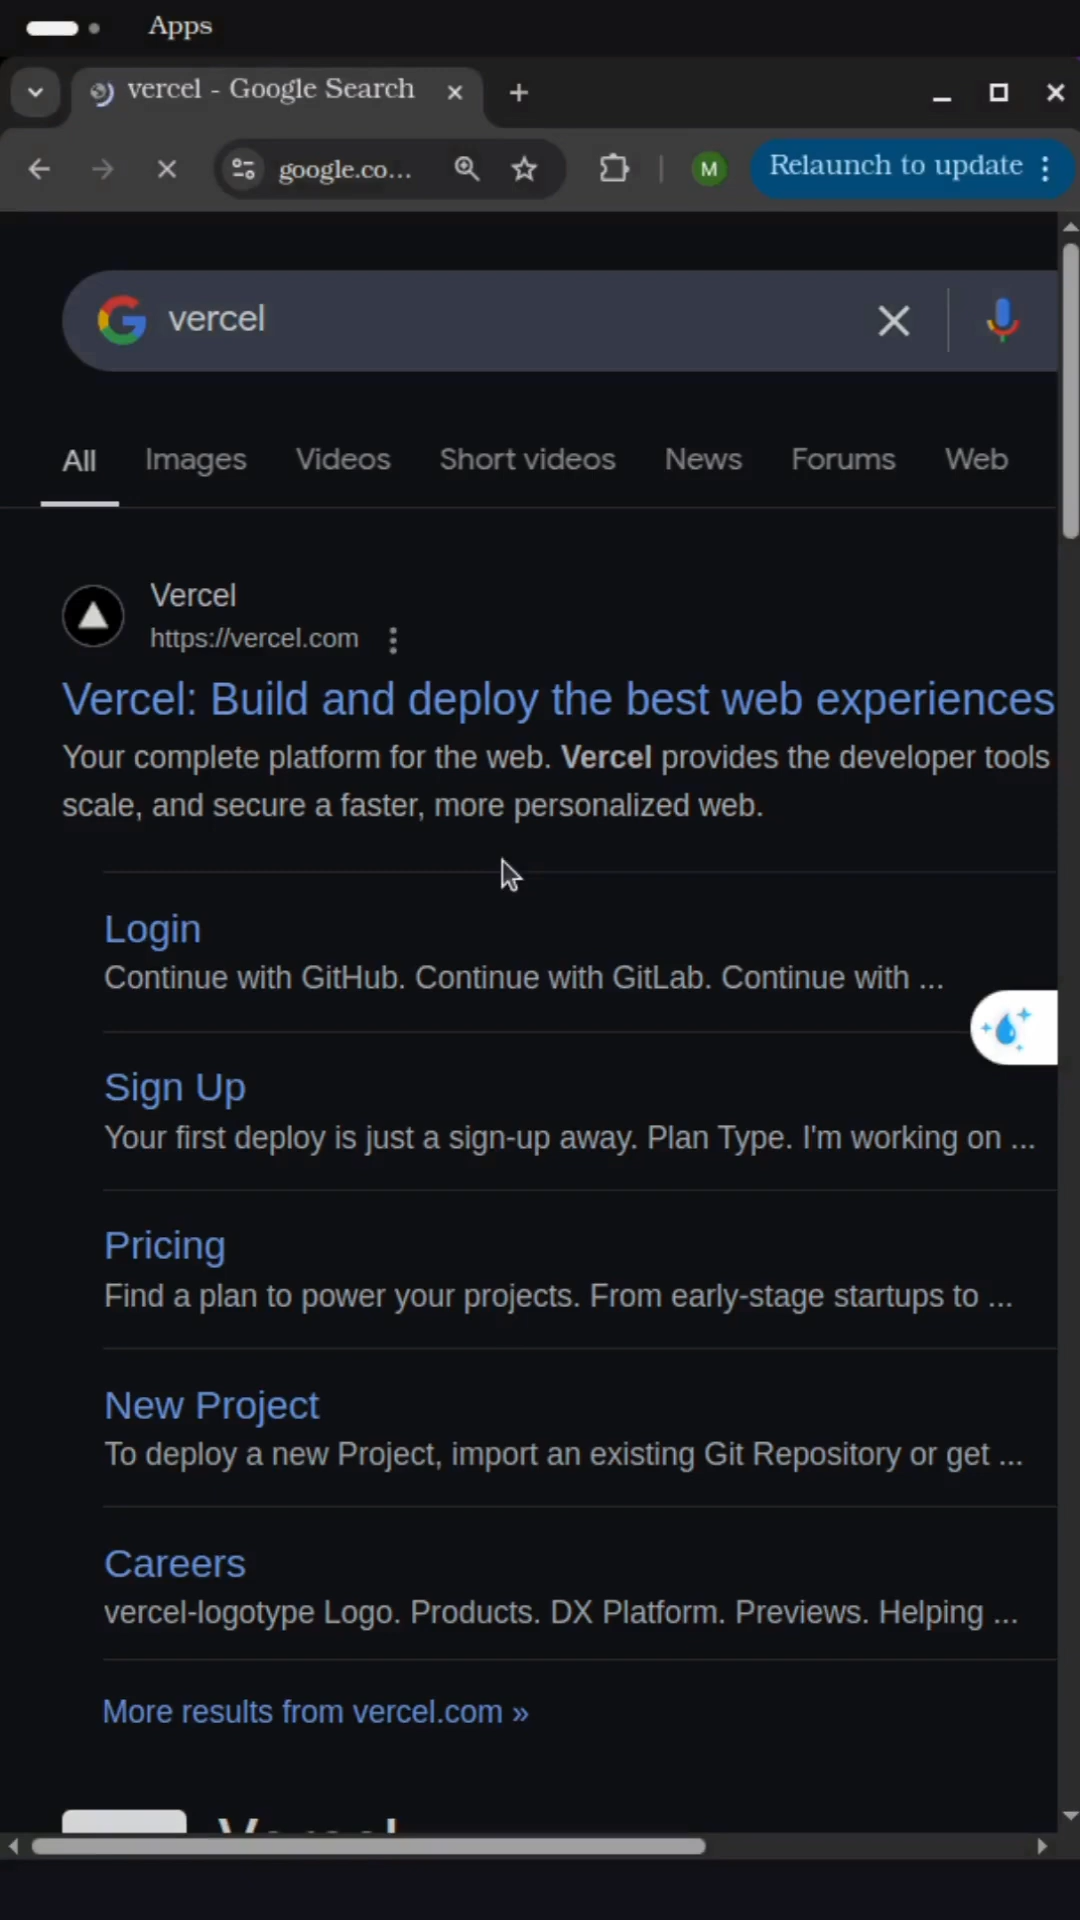 Apps
vercel - Google Search
google.co...
M
Relaunch to update
vercel
All Images Videos Short videos News Forums Web
Vercel
https://vercel.com
Vercel: Build and deploy the best web experiences
Your complete platform for the web. Vercel provides the developer tools
scale, and secure a faster, more personalized web.
Login
Continue with GitHub. Continue with GitLab. Continue with ...
Sign Up
Your first deploy is just a sign-up away. Plan Type. I'm working on ...
Pricing
Find a plan to power your projects. From early-stage startups to ...
New Project
To deploy a new Project, import an existing Git Repository or get ...
Careers
vercel-logotype Logo. Products. DX Platform. Previews. Helping ...
More results from vercel.com »
Vercel